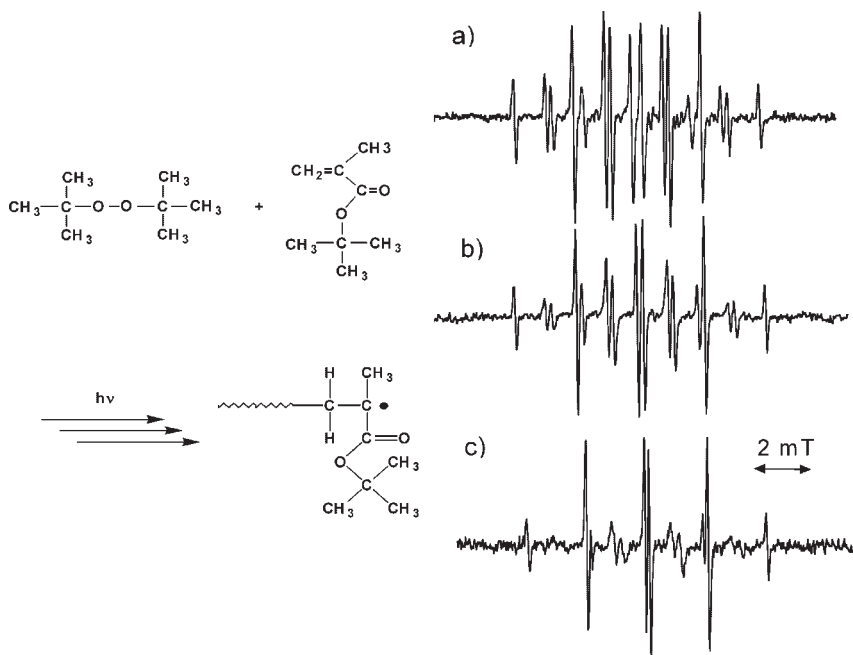 a)
CH3
CH2
C
C=O
O
CH3 C CH3
CH3
CH3 CH3
CH3 C O O C CH3
CH3 CH3
+
b)
hν
H CH3
C C •
H C=O
O
CH3
C
CH3 CH3
c)
2 mT